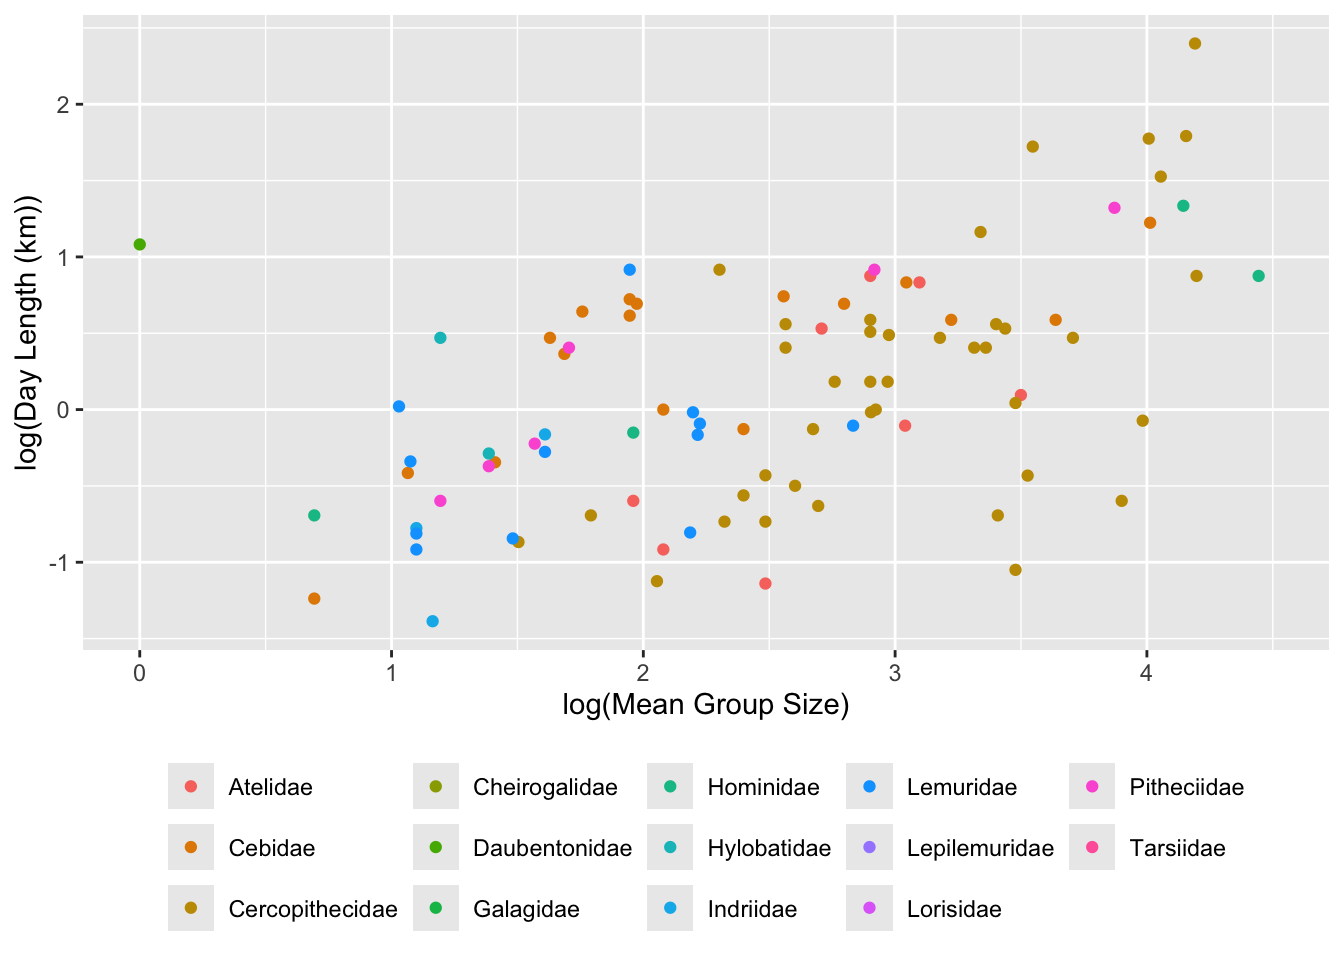 log(Day Length (km))
2
1
0
-1
0 1 2 3 4
log(Mean Group Size)
Atelidae Cheirogalidae Hominidae Lemuridae Pitheciidae
Cebidae Daubentonidae Hylobatidae Lepilemuridae Tarsiidae
Cercopithecidae Galagidae Indriidae Lorisidae